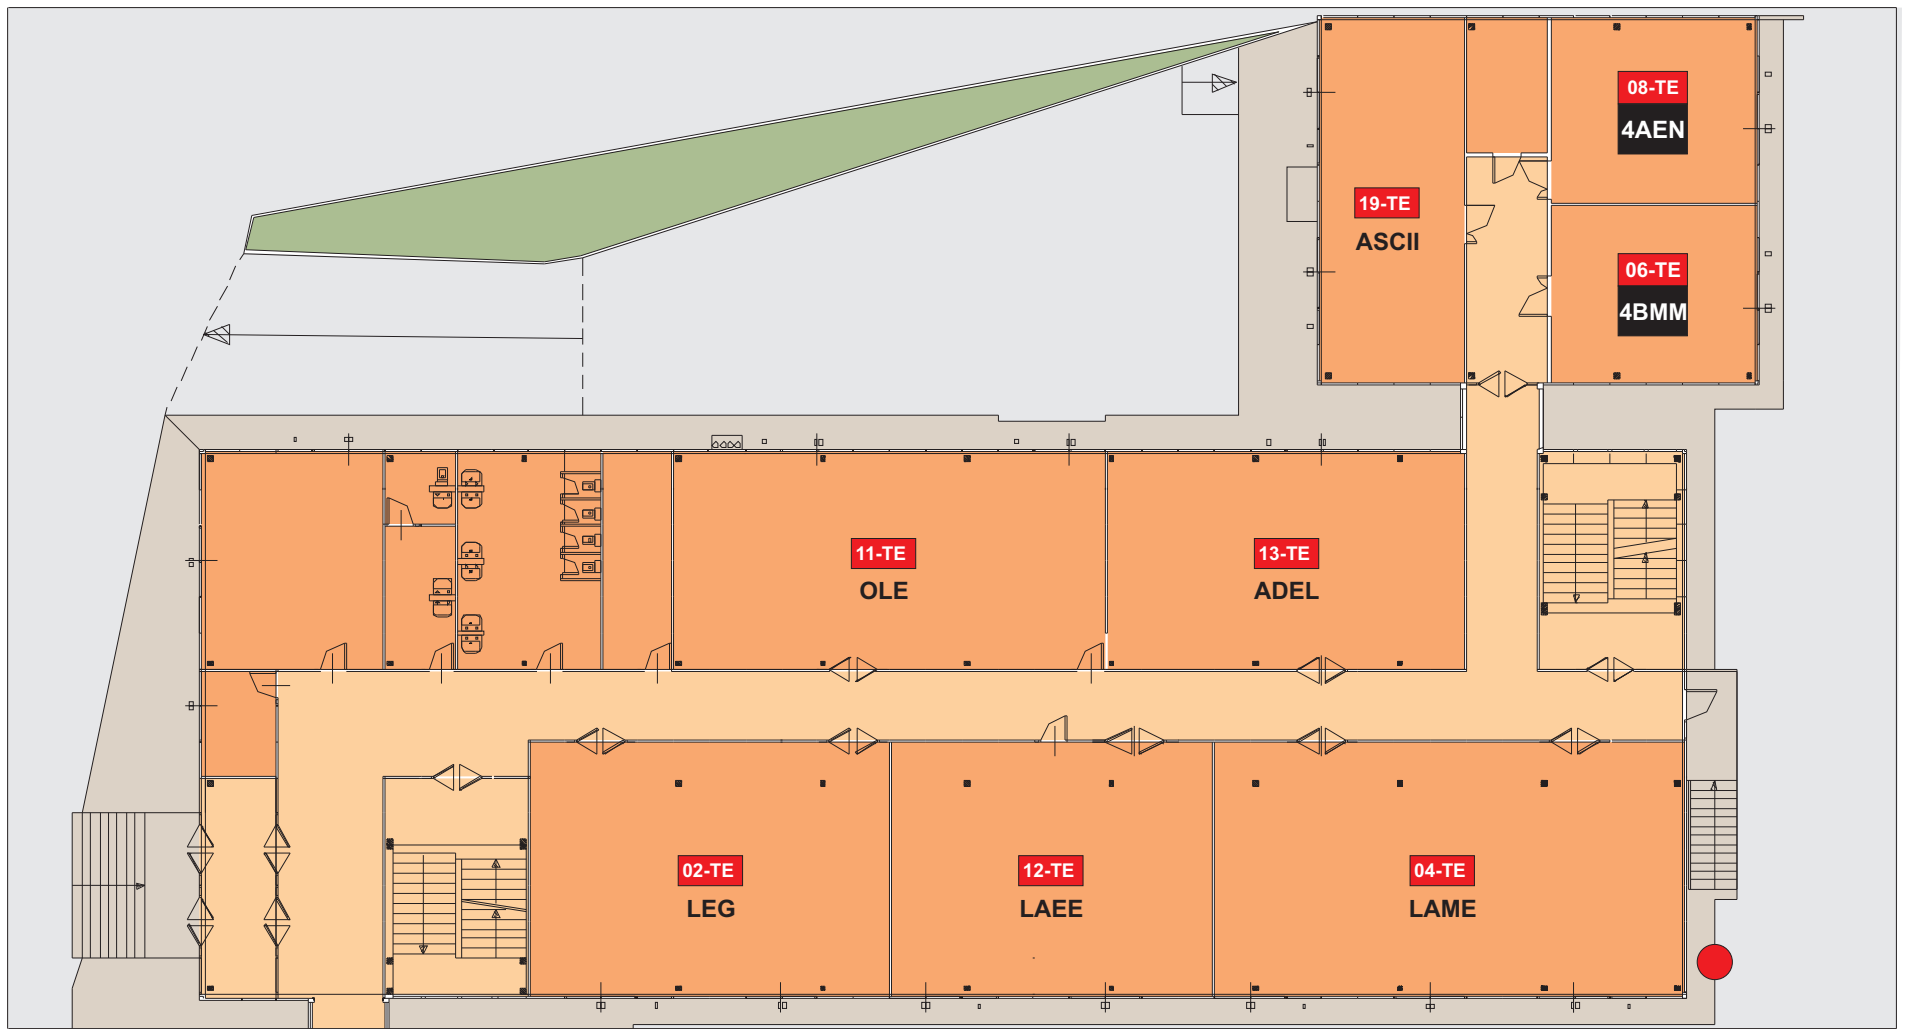 08-TE
4AEN
19-TE
ASCII
06-TE
4BMM
11-TE
OLE
13-TE
ADEL
02-TE
LEG
12-TE
LAEE
04-TE
LAME